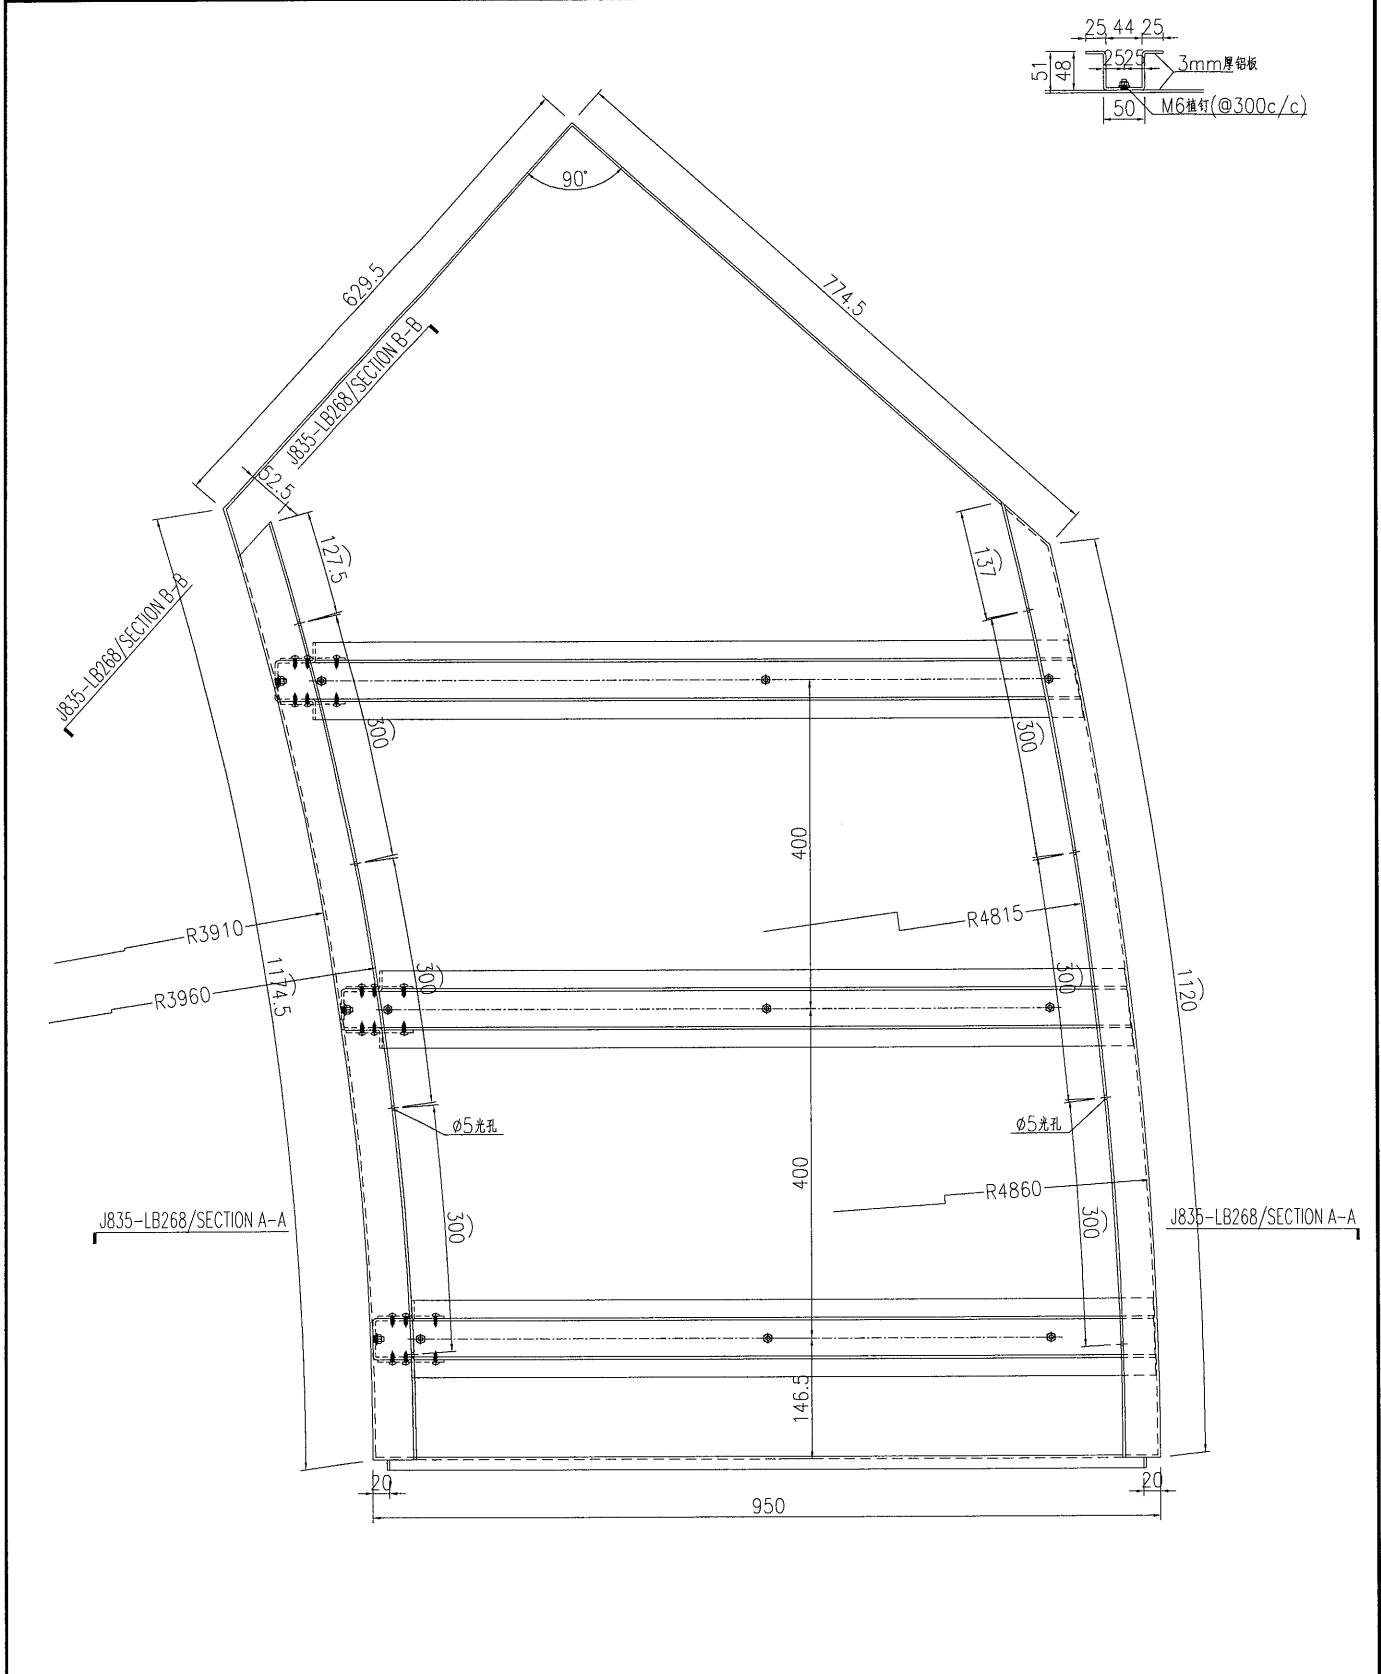 25 44 25
51
48
2525
3mm厚铝板
50
M6植钉(@300c/c)
90°
629.5
774.5
J835-LB268/SECTION B-B
52.5
127.5
137
J835-LB268/SECTION B-B
300
300
400
R3910
R4815
1174.5
R3960
300
300
1120
Ø5光孔
Ø5光孔
400
R4860
J835-LB268/SECTION A-A
300
300
J835-LB268/SECTION A-A
146.5
20
20
950